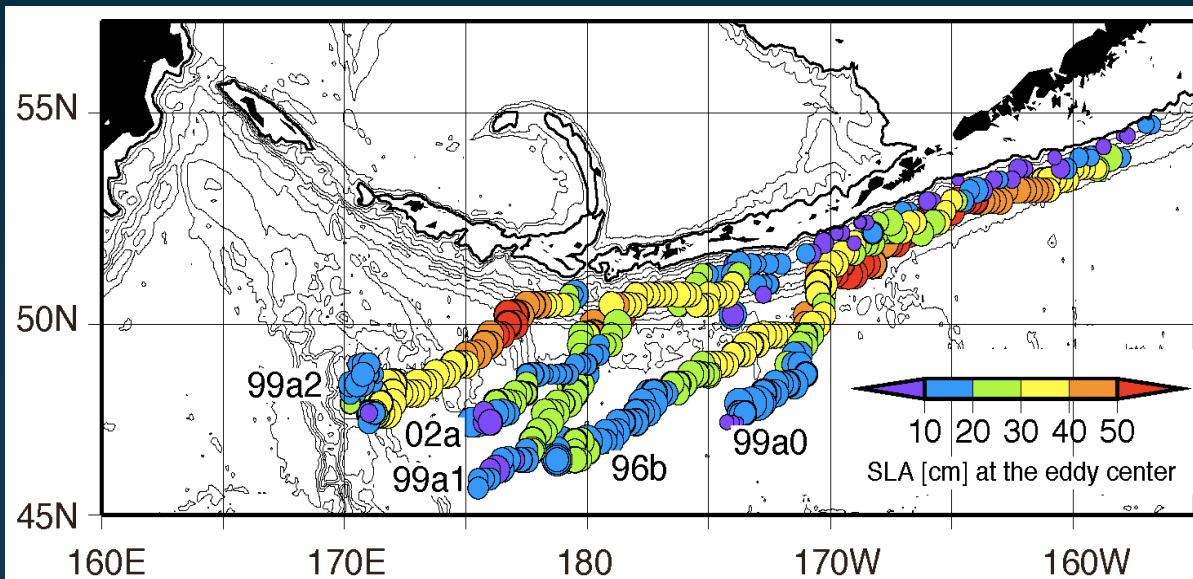 55N
50N
45N
160E
170E
180
170W
160W
99a2
02a
99a1
96b
99a0
10 20 30 40 50
SLA [cm] at the eddy center